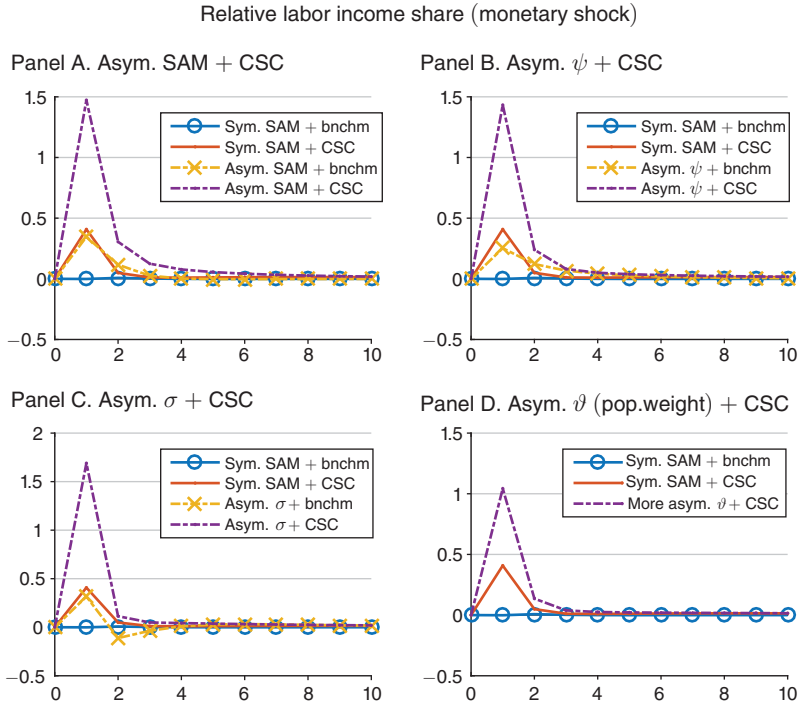 Relative labor income share (monetary shock)
Panel A. Asym. SAM + CSC
1.5
1
0.5
0
−0.5
0 2 4 6 8 10
Sym. SAM + bnchm
Sym. SAM + CSC
Asym. SAM + bnchm
Asym. SAM + CSC
Panel B. Asym. ψ + CSC
1.5
1
0.5
0
−0.5
0 2 4 6 8 10
Sym. SAM + bnchm
Sym. SAM + CSC
Asym. ψ + bnchm
Asym. ψ + CSC
Panel C. Asym. σ + CSC
2
1.5
1
0.5
0
−0.5
0 2 4 6 8 10
Sym. SAM + bnchm
Sym. SAM + CSC
Asym. σ + bnchm
Asym. σ + CSC
Panel D. Asym. ϑ (pop.weight) + CSC
1.5
1
0.5
0
−0.5
0 2 4 6 8 10
Sym. SAM + bnchm
Sym. SAM + CSC
More asym. ϑ + CSC